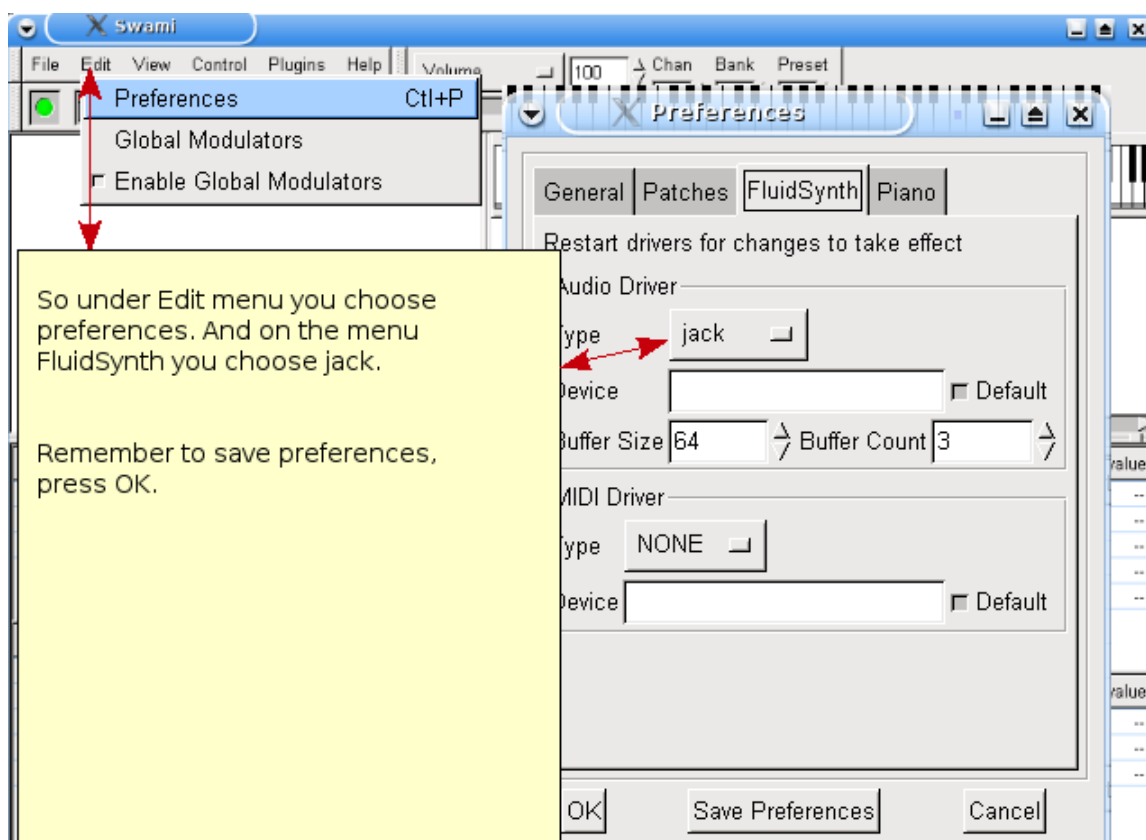 Swami
File Edit View Control Plugins Help
Volume 100 Chan Bank Preset
Preferences Ctl+P
Global Modulators
Enable Global Modulators
Preferences
General Patches FluidSynth Piano
Restart drivers for changes to take effect
Audio Driver
Type jack
Device Default
Buffer Size 64 Buffer Count 3
MIDI Driver
Type NONE
Device Default
OK Save Preferences Cancel
So under Edit menu you choose
preferences. And on the menu
FluidSynth you choose jack.
Remember to save preferences,
press OK.
value
--
--
--
--
--
value
--
--
--